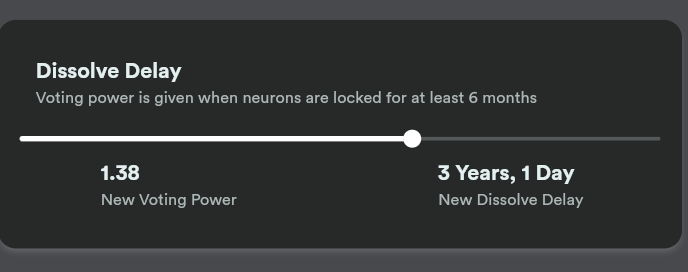 Dissolve Delay
Voting power is given when neurons are locked for at least 6 months
1.38
New Voting Power
3 Years, 1 Day
New Dissolve Delay